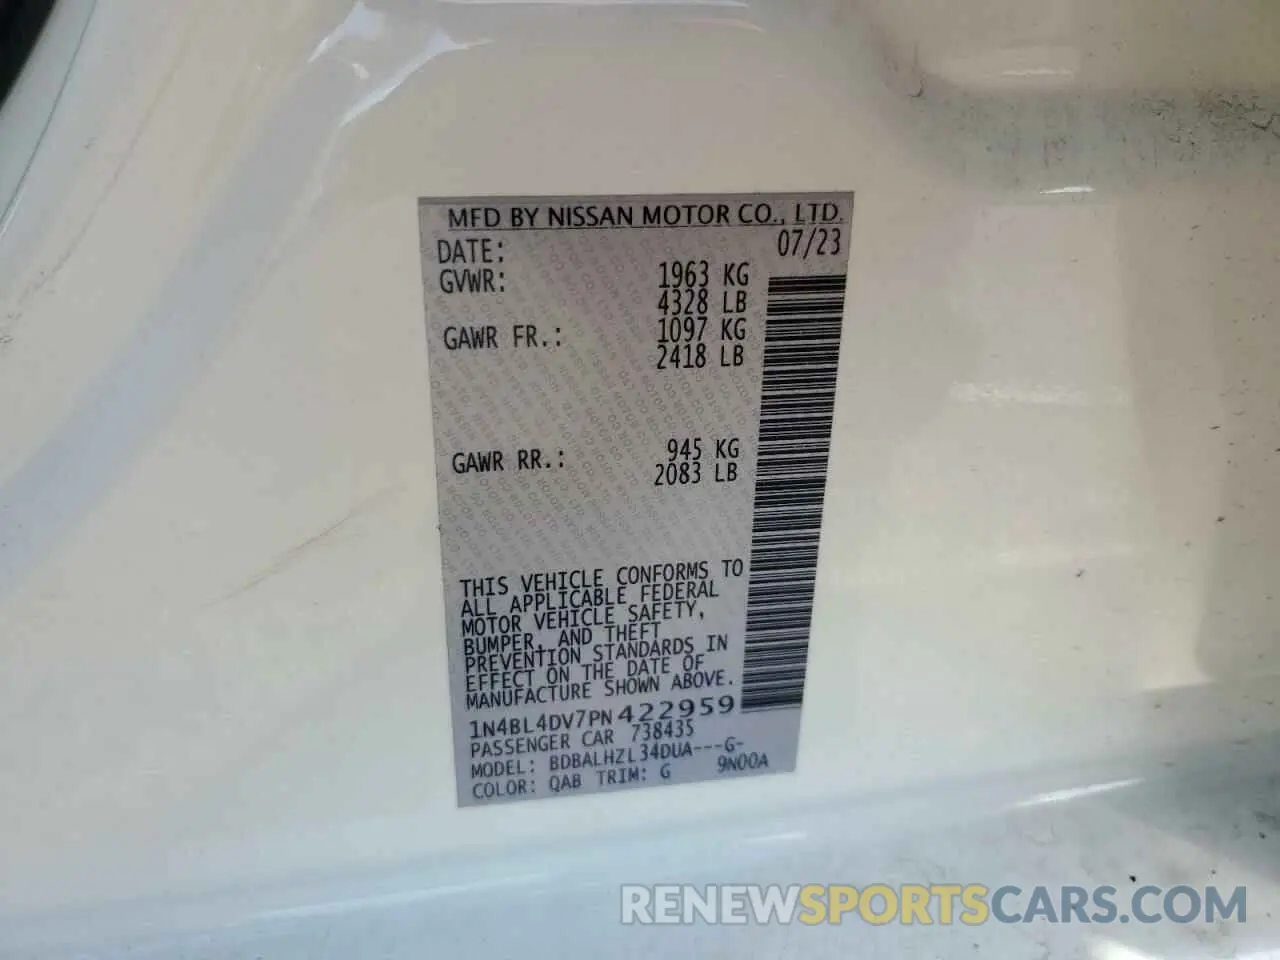 MFD BY NISSAN MOTOR CO., LTD.
DATE: 07/23
GVWR: 1963 KG
4328 LB
GAWR FR.: 1097 KG
2418 LB
GAWR RR.: 945 KG
2083 LB
THIS VEHICLE CONFORMS TO
ALL APPLICABLE FEDERAL
MOTOR VEHICLE SAFETY,
BUMPER, AND THEFT
PREVENTION STANDARDS IN
EFFECT ON THE DATE OF
MANUFACTURE SHOWN ABOVE.
1N4BL4DV7PN422959
PASSENGER CAR 738435
MODEL: BDBALHZL34DUA---G-
COLOR: QAB TRIM: G 9N00A
RENEWSPORTSCARS.COM